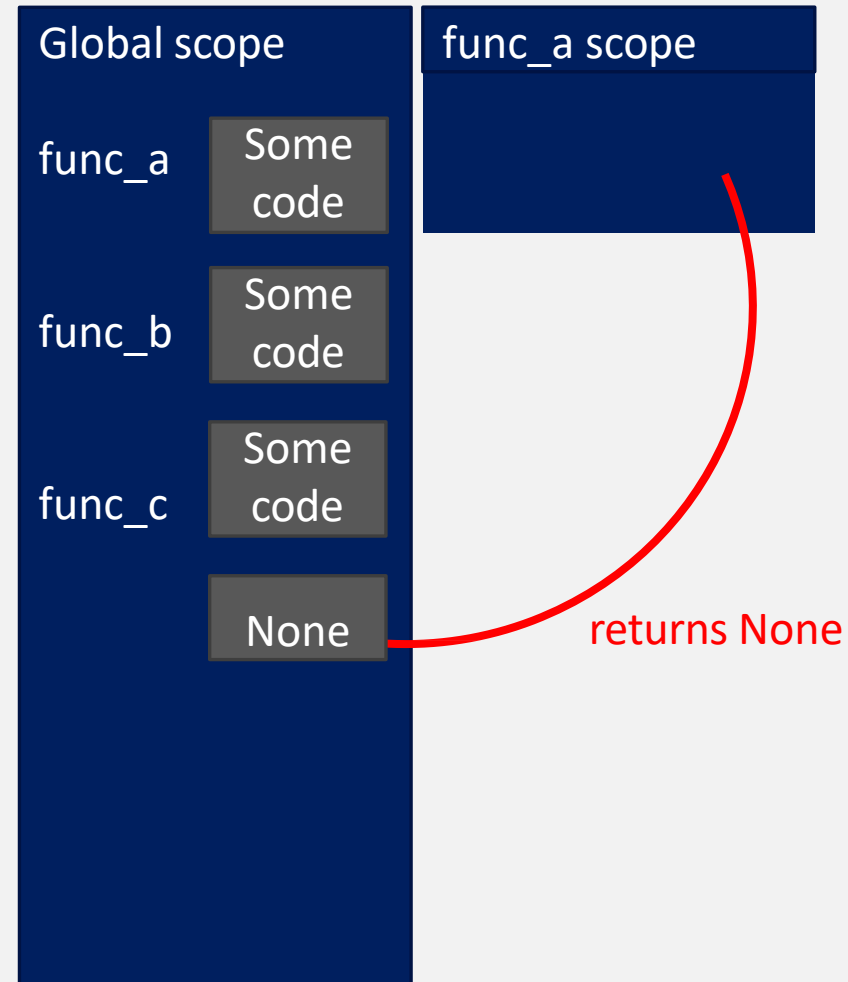 Global scope
func_a scope
func_a
Some
code
func_b
Some
code
func_c
Some
code
None
returns None